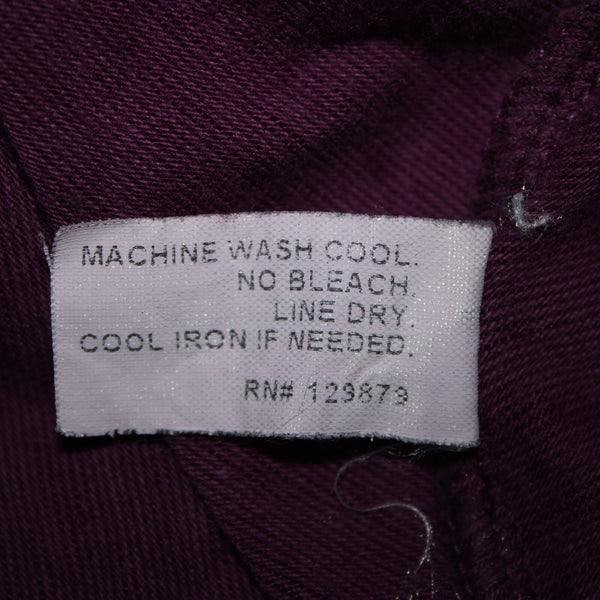 MACHINE WASH COOL.
NO BLEACH.
LINE DRY.
COOL IRON IF NEEDED.
RN# 129879